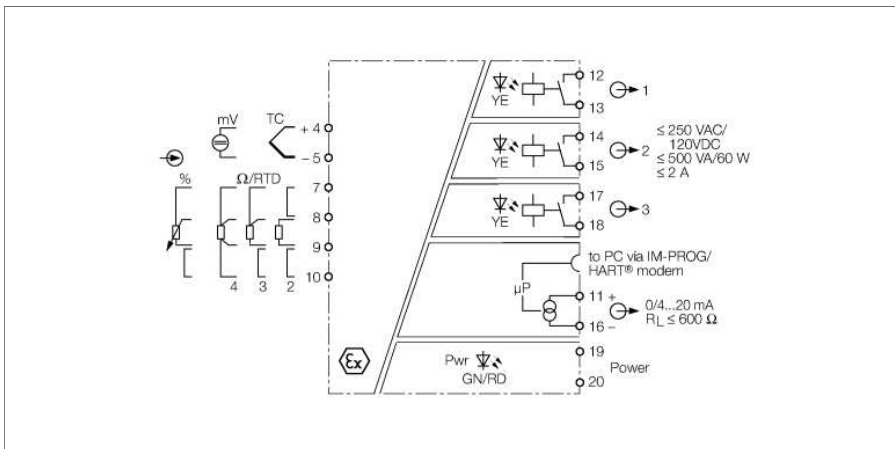 mV
TC
+ 4
– 5
%
Ω/RTD
7
8
9
10
4 3 2
Ex
YE
12
13
1
YE
14
15
2
≤ 250 VAC/
120VDC
≤ 500 VA/60 W
≤ 2 A
YE
17
18
3
to PC via IM-PROG/
HART® modem
µP
11 +
16 –
0/4...20 mA
RL ≤ 600 Ω
Pwr
GN/RD
19
20
Power